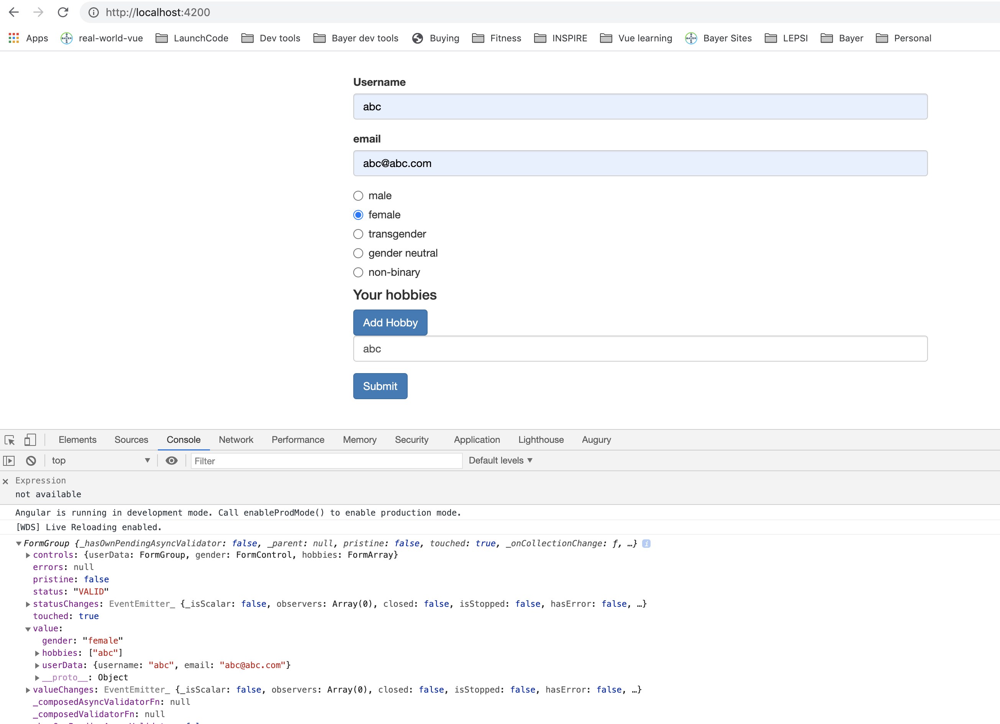 http://localhost:4200
Apps real-world-vue LaunchCode Dev tools Bayer dev tools Buying Fitness INSPIRE Vue learning Bayer Sites LEPSI Bayer Personal
Username
abc
email
abc@abc.com
male
female
transgender
gender neutral
non-binary
Your hobbies
Add Hobby
abc
Submit
Elements Sources Console Network Performance Memory Security Application Lighthouse Augury
top Filter Default levels
Expression
not available
Angular is running in development mode. Call enableProdMode() to enable production mode.
[WDS] Live Reloading enabled.
FormGroup {_hasOwnPendingAsyncValidator: false, _parent: null, pristine: false, touched: true, _onCollectionChange: ƒ, …}
controls: {userData: FormGroup, gender: FormControl, hobbies: FormArray}
errors: null
pristine: false
status: "VALID"
statusChanges: EventEmitter_ {_isScalar: false, observers: Array(0), closed: false, isStopped: false, hasError: false, …}
touched: true
value:
gender: "female"
hobbies: ["abc"]
userData: {username: "abc", email: "abc@abc.com"}
__proto__: Object
valueChanges: EventEmitter_ {_isScalar: false, observers: Array(0), closed: false, isStopped: false, hasError: false, …}
_composedAsyncValidatorFn: null
_composedValidatorFn: null